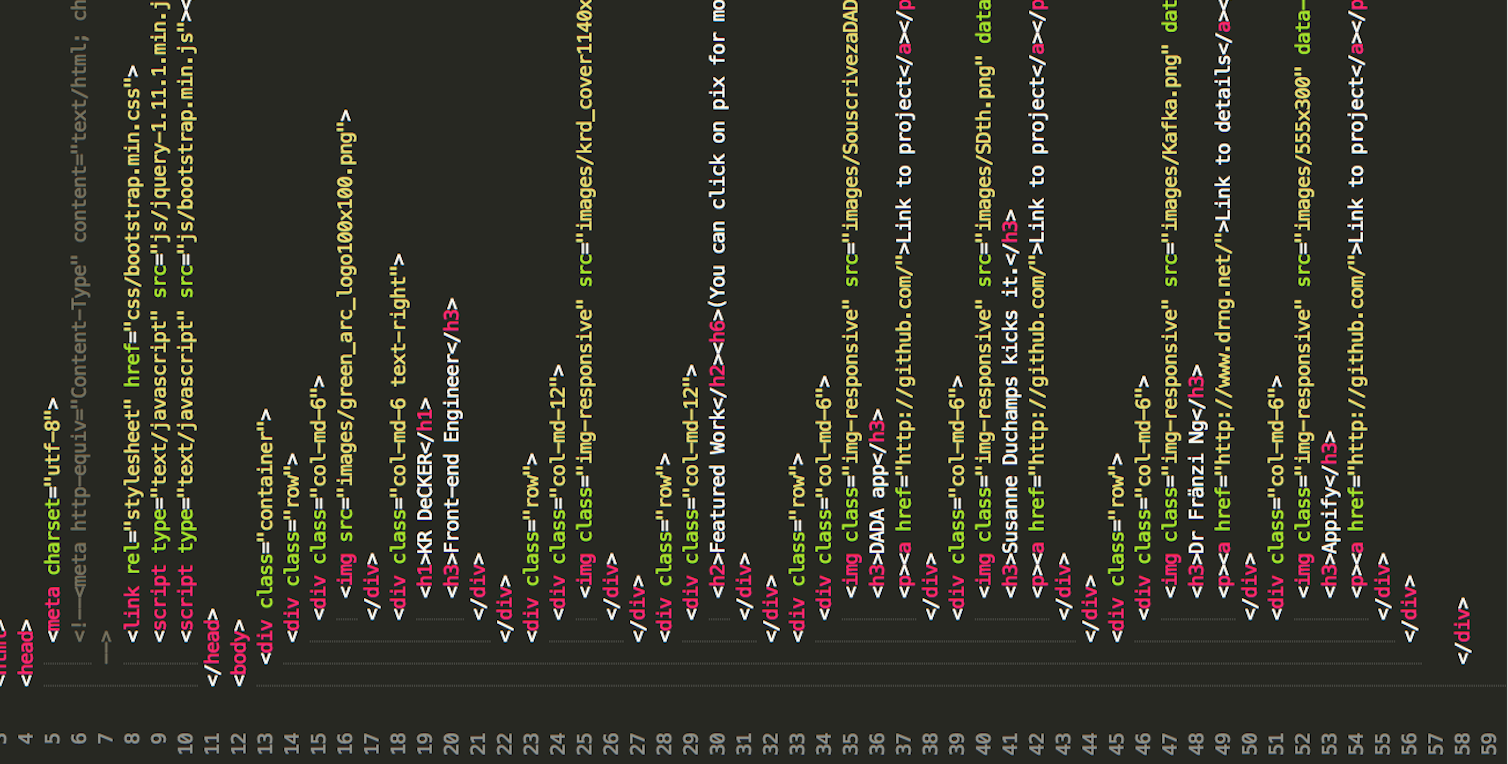 3 <html>
4 <head>
5 <meta charset="utf-8">
6 <!--<meta http-equiv="Content-Type" content="text/html; ch
7 -->
8 <link rel="stylesheet" href="css/bootstrap.min.css">
9 <script type="text/javascript" src="js/jquery-1.11.1.min.j
10 <script type="text/javascript" src="js/bootstrap.min.js"><
11 </head>
12 <body>
13 <div class="container">
14 <div class="row">
15 <div class="col-md-6">
16 <img src="images/green_arc_logo100x100.png">
17 </div>
18 <div class="col-md-6 text-right">
19 <h1>KR DeCKER</h1>
20 <h3>Front-end Engineer</h3>
21 </div>
22 </div>
23 <div class="row">
24 <div class="col-md-12">
25 <img class="img-responsive" src="images/krd_cover1140x
26 </div>
27 </div>
28 <div class="row">
29 <div class="col-md-12">
30 <h2>Featured Work</h2><h6>(You can click on pix for mo
31 </div>
32 </div>
33 <div class="row">
34 <div class="col-md-6">
35 <img class="img-responsive" src="images/SouscrivezaDAD
36 <h3>DADA app</h3>
37 <p><a href="http://github.com/">Link to project</a></p
38 </div>
39 <div class="col-md-6">
40 <img class="img-responsive" src="images/SDth.png" data
41 <h3>Susanne Duchamps kicks it.</h3>
42 <p><a href="http://github.com/">Link to project</a></p
43 </div>
44 </div>
45 <div class="row">
46 <div class="col-md-6">
47 <img class="img-responsive" src="images/Kafka.png" dat
48 <h3>Dr Fränzi Ng</h3>
49 <p><a href="http://www.drng.net/">Link to details</a><
50 </div>
51 <div class="col-md-6">
52 <img class="img-responsive" src="images/555x300" data-
53 <h3>Appify</h3>
54 <p><a href="http://github.com/">Link to project</a></p
55 </div>
56 </div>
57
58 </div>
59